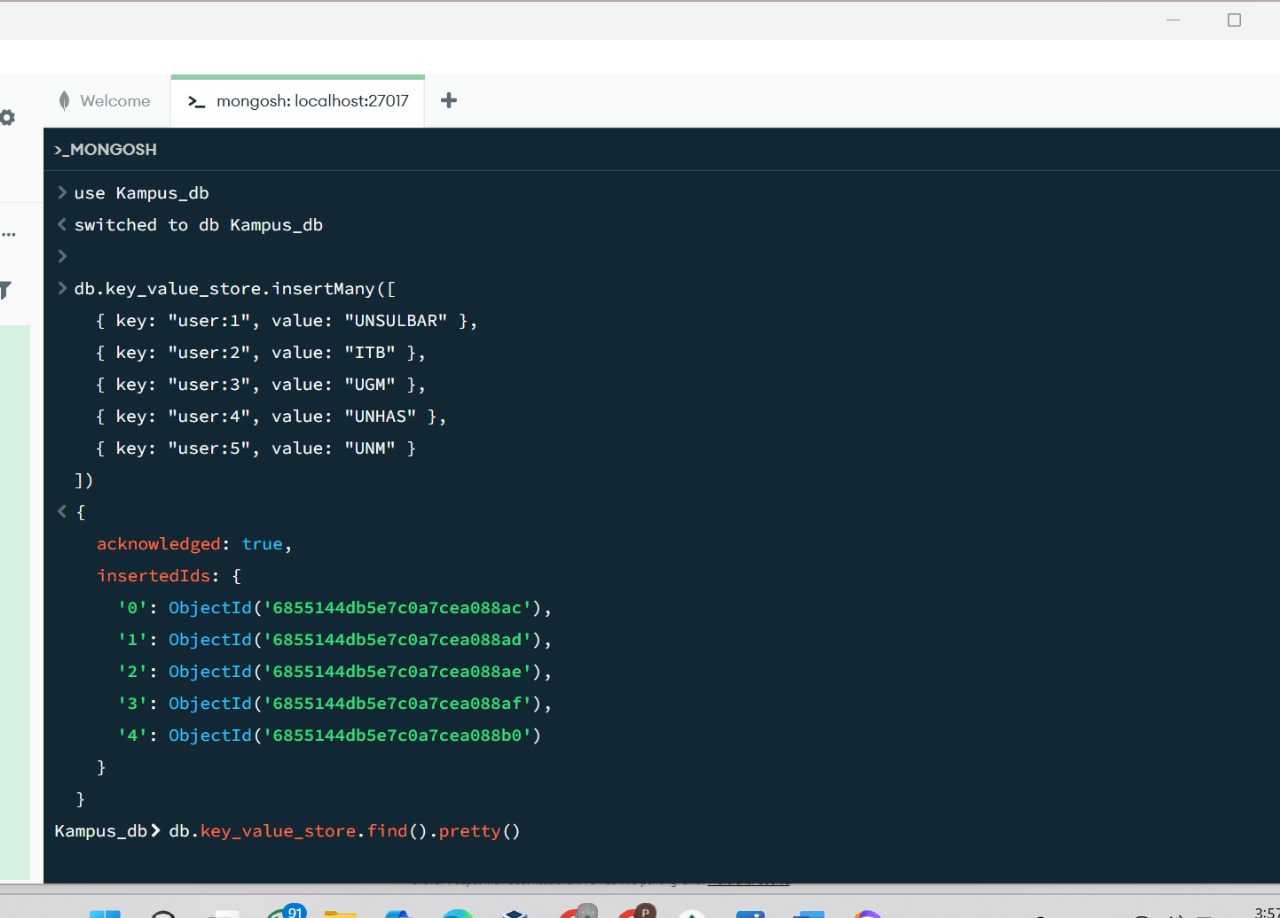 Welcome
>_ mongosh: localhost:27017 +
>_MONGOSH
> use Kampus_db
< switched to db Kampus_db
>
> db.key_value_store.insertMany([
{ key: "user:1", value: "UNSULBAR" },
{ key: "user:2", value: "ITB" },
{ key: "user:3", value: "UGM" },
{ key: "user:4", value: "UNHAS" },
{ key: "user:5", value: "UNM" }
])
< {
acknowledged: true,
insertedIds: {
'0': ObjectId('6855144db5e7c0a7cea088ac'),
'1': ObjectId('6855144db5e7c0a7cea088ad'),
'2': ObjectId('6855144db5e7c0a7cea088ae'),
'3': ObjectId('6855144db5e7c0a7cea088af'),
'4': ObjectId('6855144db5e7c0a7cea088b0')
}
}
Kampus_db> db.key_value_store.find().pretty()
91
P